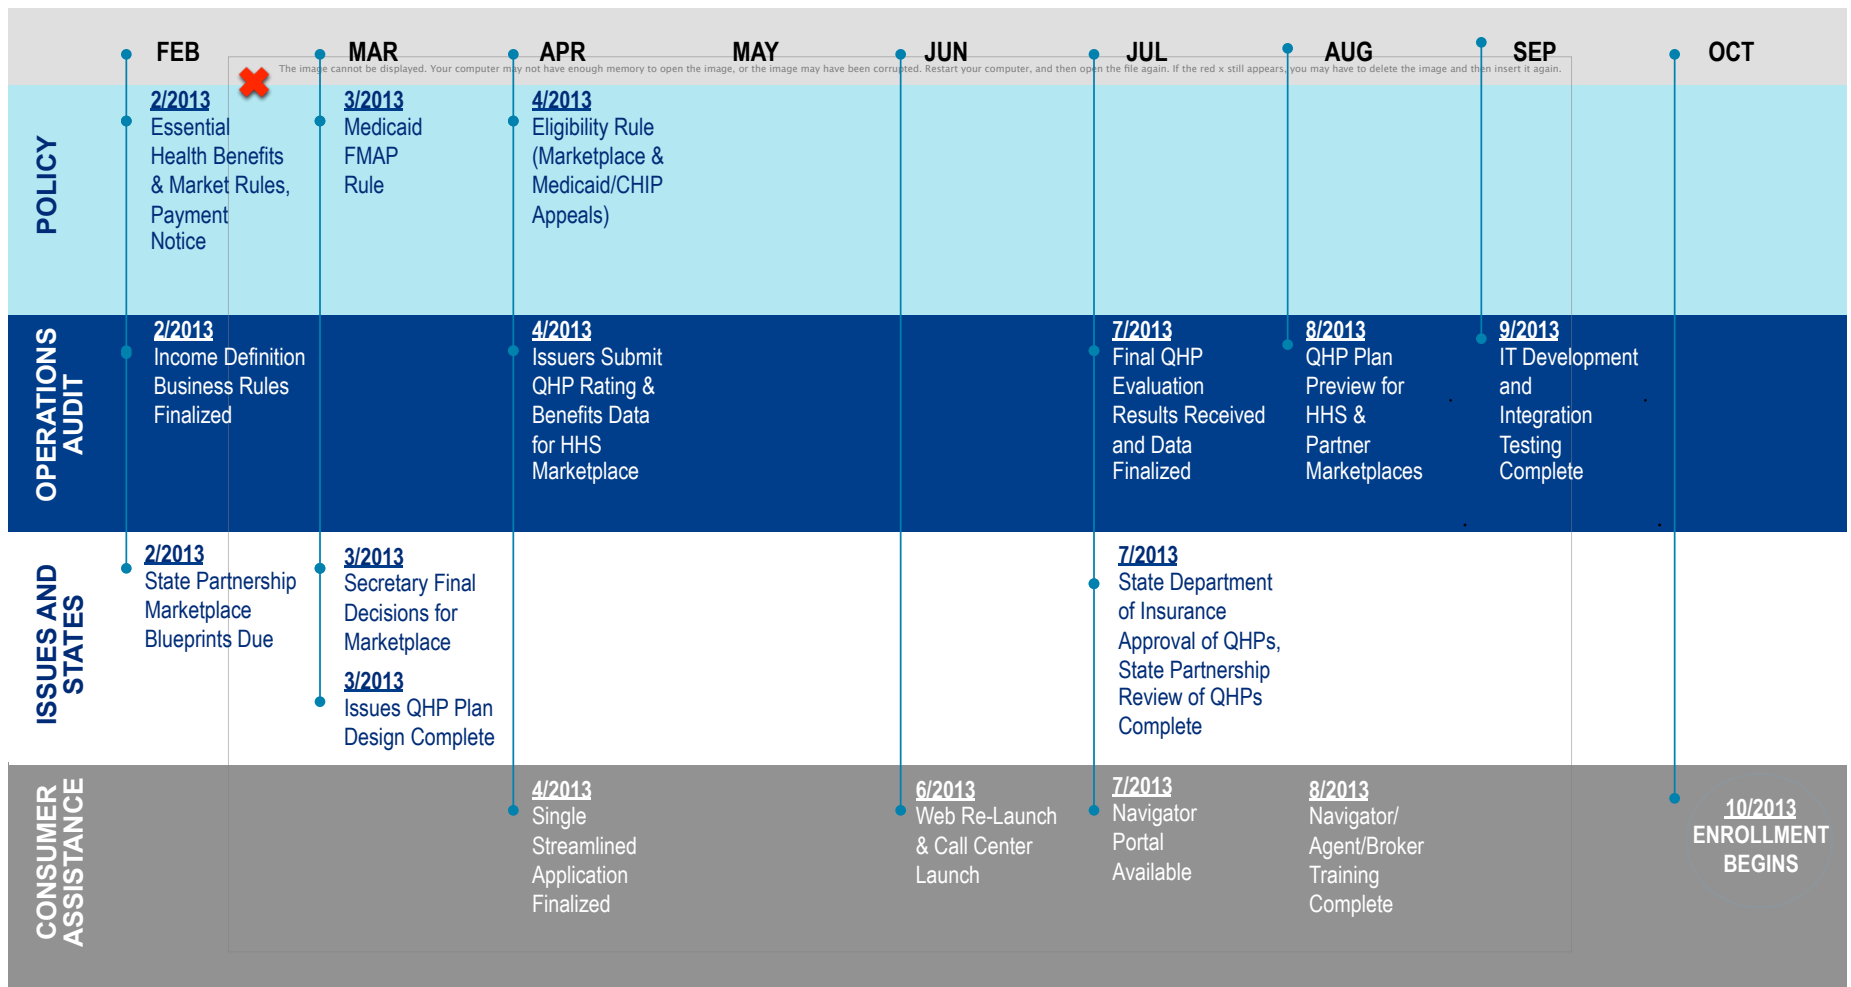 FEB
MAR
APR
MAY
JUN
JUL
AUG
SEP
OCT
The image cannot be displayed. Your computer may not have enough memory to open the image, or the image may have been corrupted. Restart your computer, and then open the file again. If the red x still appears, you may have to delete the image and then insert it again.
POLICY
2/2013
Essential
Health Benefits
& Market Rules,
Payment
Notice
3/2013
Medicaid
FMAP
Rule
4/2013
Eligibility Rule
(Marketplace &
Medicaid/CHIP
Appeals)
OPERATIONS
AUDIT
2/2013
Income Definition
Business Rules
Finalized
4/2013
Issuers Submit
QHP Rating &
Benefits Data
for HHS
Marketplace
7/2013
Final QHP
Evaluation
Results Received
and Data
Finalized
8/2013
QHP Plan
Preview for
HHS &
Partner
Marketplaces
9/2013
IT Development
and
Integration
Testing
Complete
ISSUES AND
STATES
2/2013
State Partnership
Marketplace
Blueprints Due
3/2013
Secretary Final
Decisions for
Marketplace
3/2013
Issues QHP Plan
Design Complete
7/2013
State Department
of Insurance
Approval of QHPs,
State Partnership
Review of QHPs
Complete
CONSUMER
ASSISTANCE
4/2013
Single
Streamlined
Application
Finalized
6/2013
Web Re-Launch
& Call Center
Launch
7/2013
Navigator
Portal
Available
8/2013
Navigator/
Agent/Broker
Training
Complete
10/2013
ENROLLMENT
BEGINS